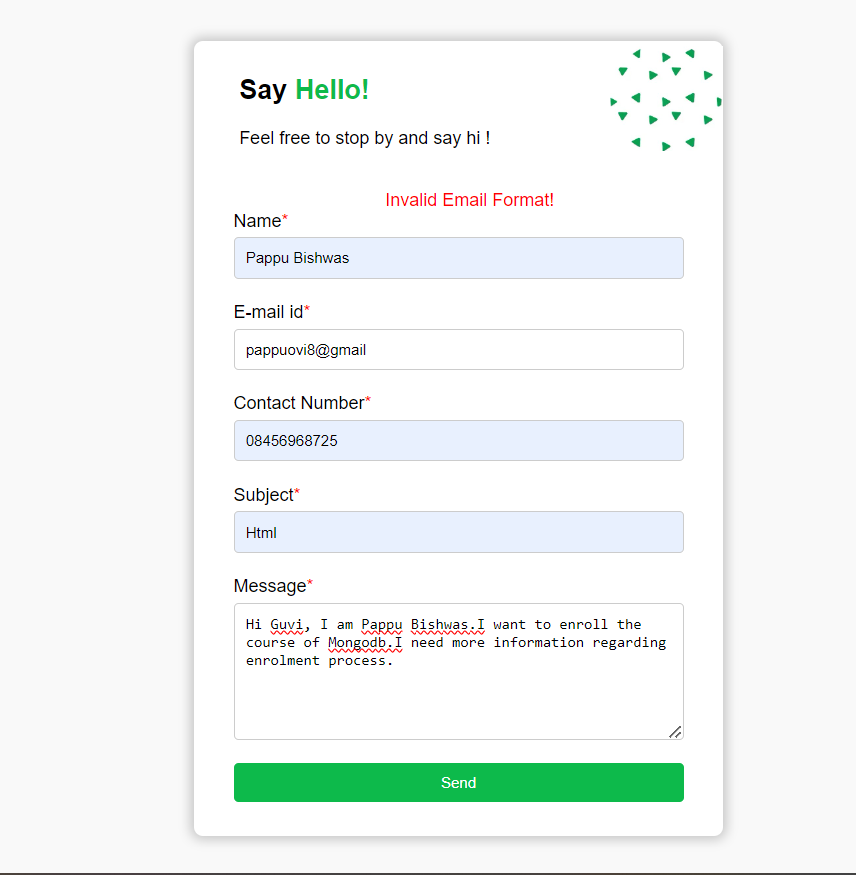 Say Hello!
Feel free to stop by and say hi !
Invalid Email Format!
Name*
Pappu Bishwas
E-mail id*
pappuovi8@gmail
Contact Number*
08456968725
Subject*
Html
Message*
Hi Guvi, I am Pappu Bishwas.I want to enroll the
course of Mongodb.I need more information regarding
enrolment process.
Send